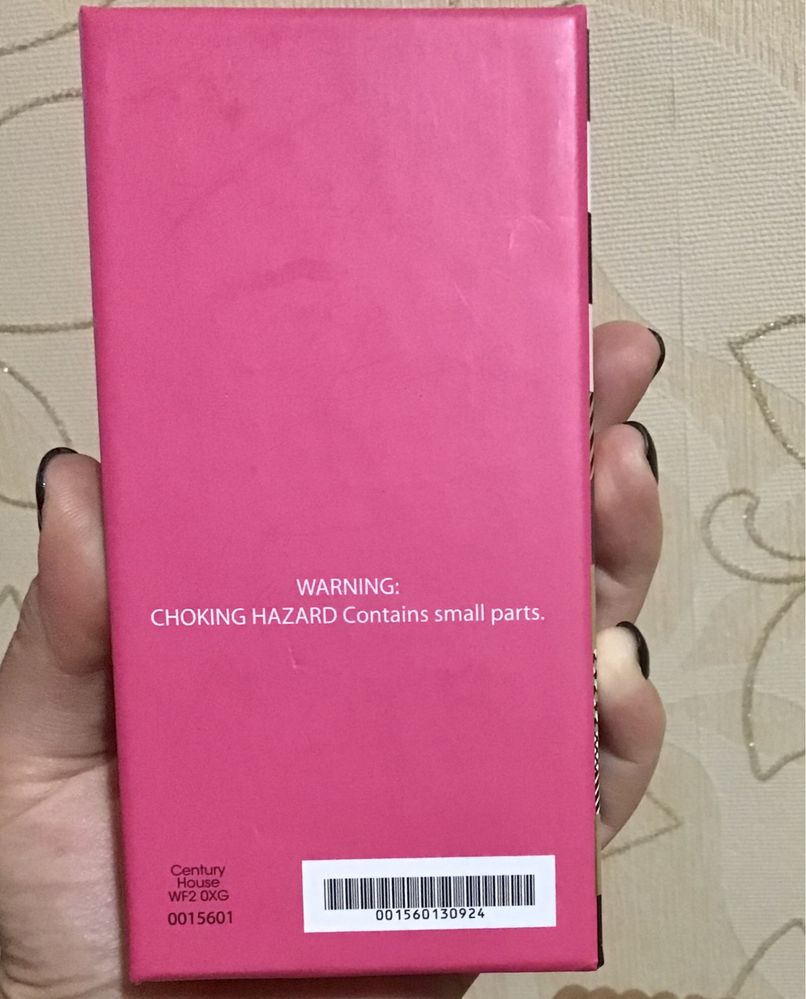 WARNING:
CHOKING HAZARD Contains small parts.
Century
House
WF2 0XG
0015601
001560130924